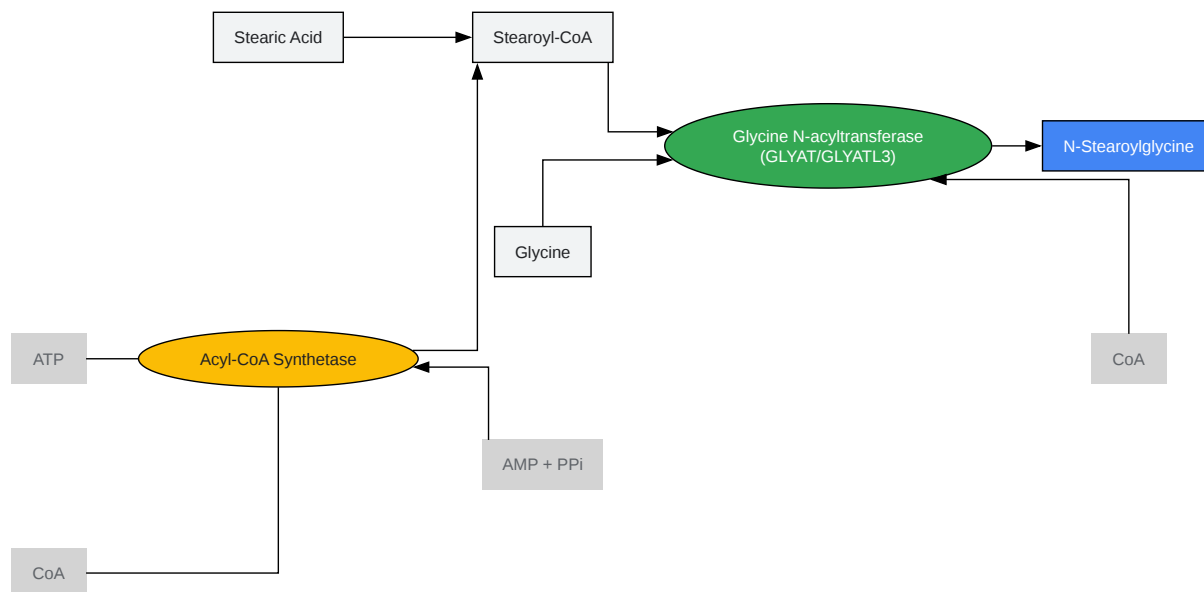 Stearic Acid
Stearoyl-CoA
Glycine N-acyltransferase
(GLYAT/GLYATL3)
N-Stearoylglycine
Glycine
ATP
Acyl-CoA Synthetase
CoA
AMP + PPi
CoA